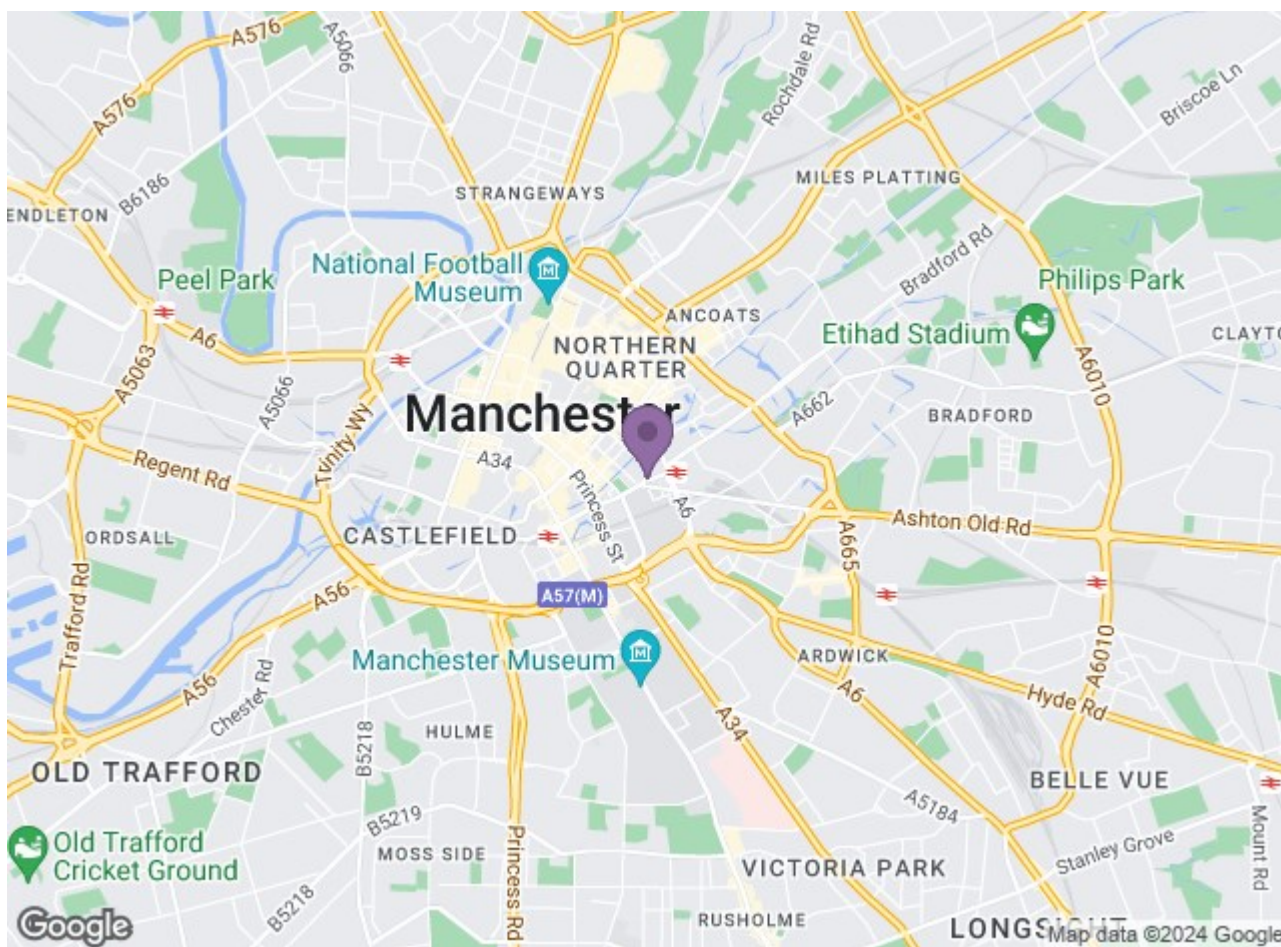 A576
A5066
Rochdale Rd
Briscoe Ln
A576
B6186
STRANGEWAYS
MILES PLATTING
ENDLETON
National Football
Museum
Bradford Rd
Peel Park
Philips Park
A6
ANCOATS
Etihad Stadium
CLAYTO
A5063
NORTHERN
QUARTER
A6010
A5066
A662
BRADFORD
Manchester
Trinity Wy
A34
Regent Rd
Princess St
A6
Ashton Old Rd
ORDSALL
CASTLEFIELD
A665
A56
A57(M)
Trafford Rd
Manchester Museum
ARDWICK
A6010
A56
Chester Rd
A6
Hyde Rd
HULME
B5218
A34
OLD TRAFFORD
BELLE VUE
A5184
B5219
Old Trafford
Cricket Ground
MOSS SIDE
Princess Rd
Stanley Grove
Mount Rd
VICTORIA PARK
B5218
RUSHOLME
LONGSIGHT
Google
Map data ©2024 Google